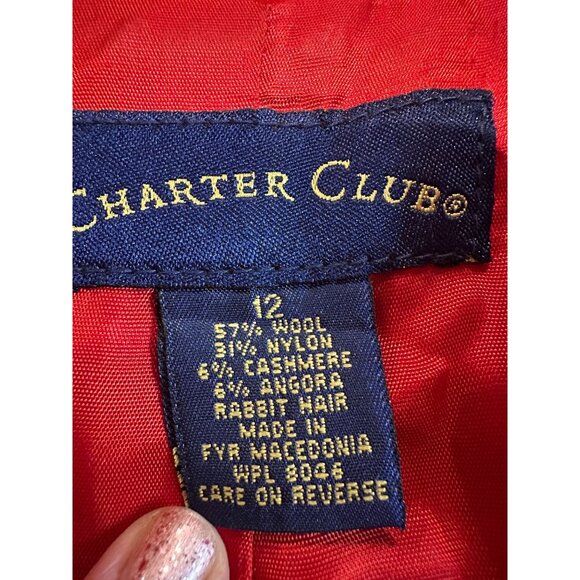 CHARTER CLUB®
12
57% WOOL
31% NYLON
6% CASHMERE
6% ANGORA
RABBIT HAIR
MADE IN
FYR MACEDONIA
WPL 8046
CARE ON REVERSE